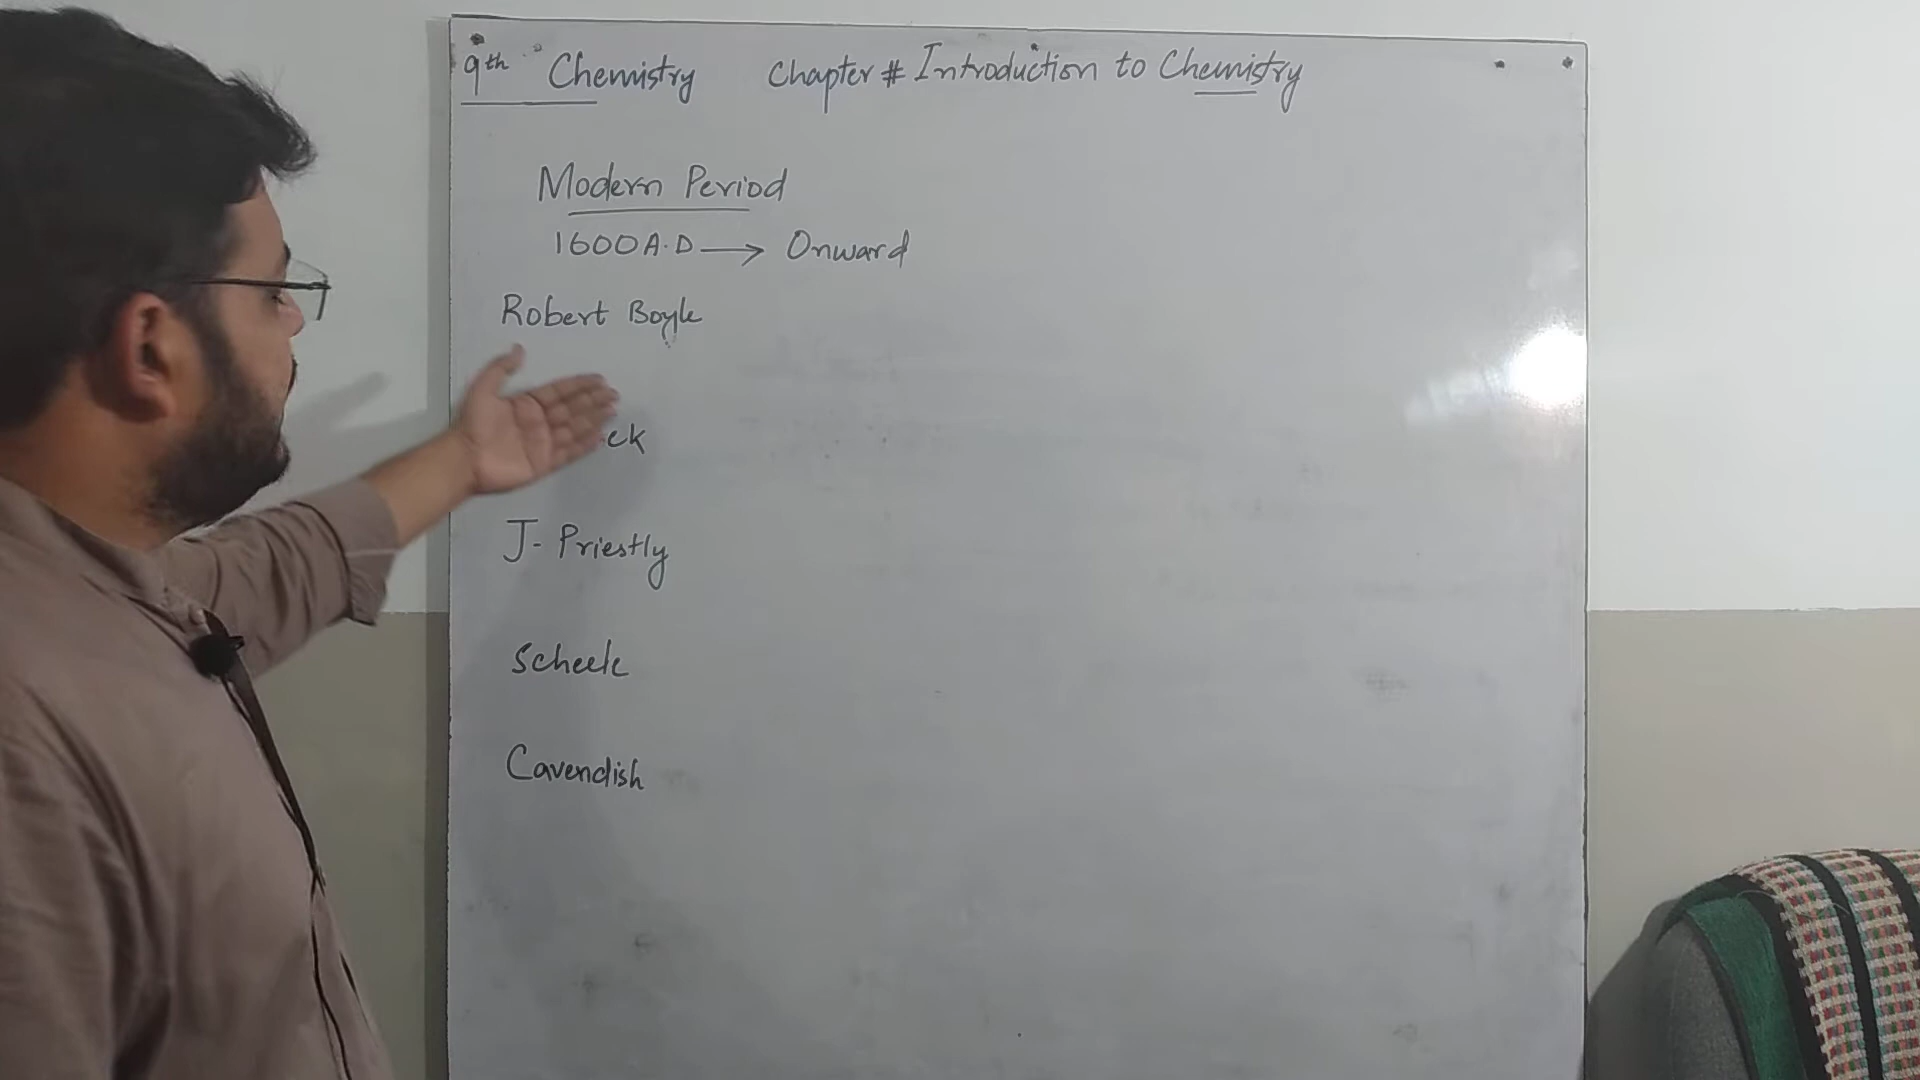 9th Chemistry Chapter # Introduction to Chemistry
Modern Period
1600 A.D → Onward
Robert Boyle
J- Priestly
Scheele
Cavendish